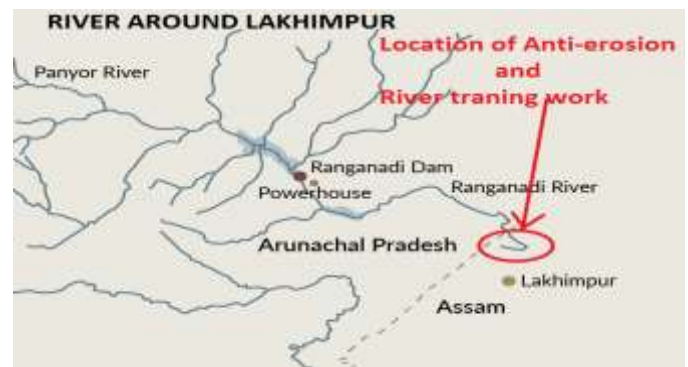 RIVER AROUND LAKHIMPUR
Location of Anti-erosion
and
River traning work
Panyor River
Ranganadi Dam
Powerhouse
Ranganadi River
Arunachal Pradesh
Lakhimpur
Assam